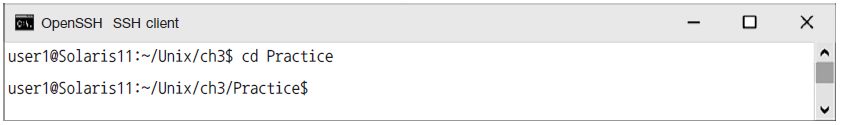 OpenSSH SSH client
user1@Solaris11:~/Unix/ch3$ cd Practice
user1@Solaris11:~/Unix/ch3/Practice$